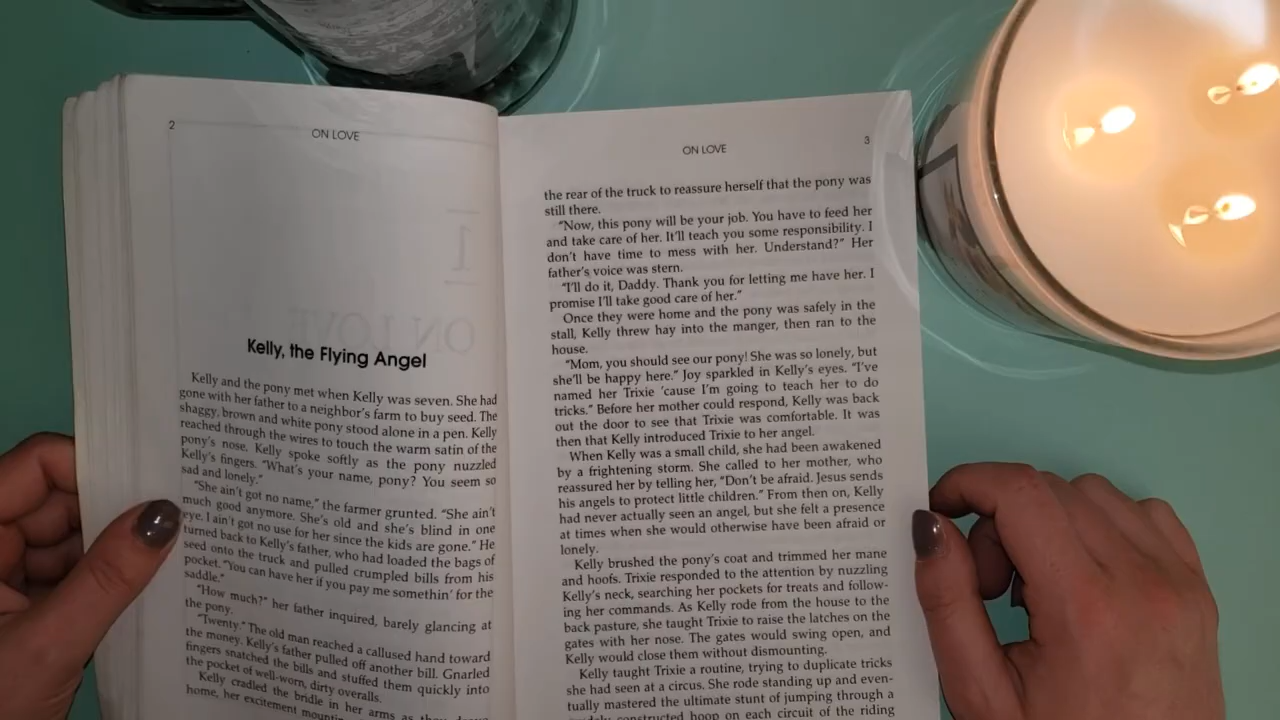 2
ON LOVE
Kelly, the Flying Angel
Kelly and the pony met when Kelly was seven. She had
gone with her father to a neighbor's farm to buy seed. The
shaggy, brown and white pony stood alone in a pen. Kelly
reached through the wires to touch the warm satin of the
pony's nose. Kelly spoke softly as the pony nuzzled
Kelly's fingers. "What's your name, pony? You seem so
sad and lonely."
"She ain't got no name," the farmer grunted. "She ain't
much good anymore. She's old and she's blind in one
eye. I ain't got no use for her since the kids are gone." He
turned back to Kelly's father, who had loaded the bags of
seed onto the truck and pulled crumpled bills from his
pocket. "You can have her if you pay me somethin' for the
saddle."
"How much?" her father inquired, barely glancing at
the pony.
"Twenty." The old man reached a callused hand toward
the money. Kelly's father pulled off another bill. Gnarled
fingers snatched the bills and stuffed them quickly into
the pocket of well-worn, dirty overalls.
Kelly cradled the bridle in her arms as they
home, her excitement
ON LOVE
3
the rear of the truck to reassure herself that the pony was
still there.
"Now, this pony will be your job. You have to feed her
and take care of her. It'll teach you some responsibility. I
don't have time to mess with her. Understand?" Her
father's voice was stern.
"I'll do it, Daddy. Thank you for letting me have her. I
promise I'll take good care of her."
Once they were home and the pony was safely in the
stall, Kelly threw hay into the manger, then ran to the
house.
"Mom, you should see our pony! She was so lonely, but
she'll be happy here." Joy sparkled in Kelly's eyes. "I've
named her Trixie 'cause I'm going to teach her to do
tricks." Before her mother could respond, Kelly was back
out the door to see that Trixie was comfortable. It was
then that Kelly introduced Trixie to her angel.
When Kelly was a small child, she had been awakened
by a frightening storm. She called to her mother, who
reassured her by telling her, "Don't be afraid. Jesus sends
his angels to protect little children." From then on, Kelly
had never actually seen an angel, but she felt a presence
at times when she would otherwise have been afraid or
lonely.
Kelly brushed the pony's coat and trimmed her mane
and hoofs. Trixie responded to the attention by nuzzling
Kelly's neck, searching her pockets for treats and follow-
ing her commands. As Kelly rode from the house to the
back pasture, she taught Trixie to raise the latches on the
gates with her nose. The gates would swing open, and
Kelly would close them without dismounting.
Kelly taught Trixie a routine, trying to duplicate tricks
she had seen at a circus. She rode standing up and even-
tually mastered the ultimate stunt of jumping through a
constructed hoop on each circuit of the riding